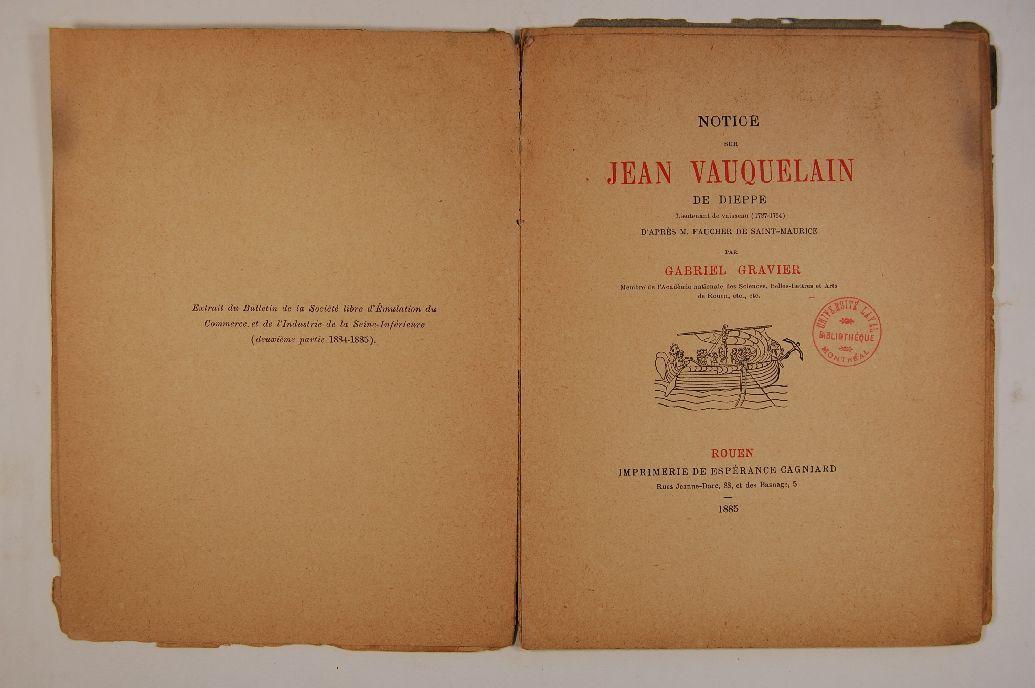 Extrait du Bulletin de la Société libre d'Émulation du
Commerce et de l'Industrie de la Seine-Inférieure
(deuxième partie 1884-1885).
NOTICE
SUR
JEAN VAUQUELAIN
DE DIEPPE
Lieutenant de vaisseau (1727-1764)
D'APRÈS M. FAUCHER DE SAINT-MAURICE
PAR
GABRIEL GRAVIER
Membre de l'Académie nationale des Sciences, Belles-Lettres et Arts
de Rouen, etc., etc.
UNIVERSITÉ LAVAL
BIBLIOTHÉQUE
MONTRÉAL
ROUEN
IMPRIMERIE DE ESPÉRANCE CAGNIARD
Rues Jeanne-Darc, 88, et des Basnage, 5
1885